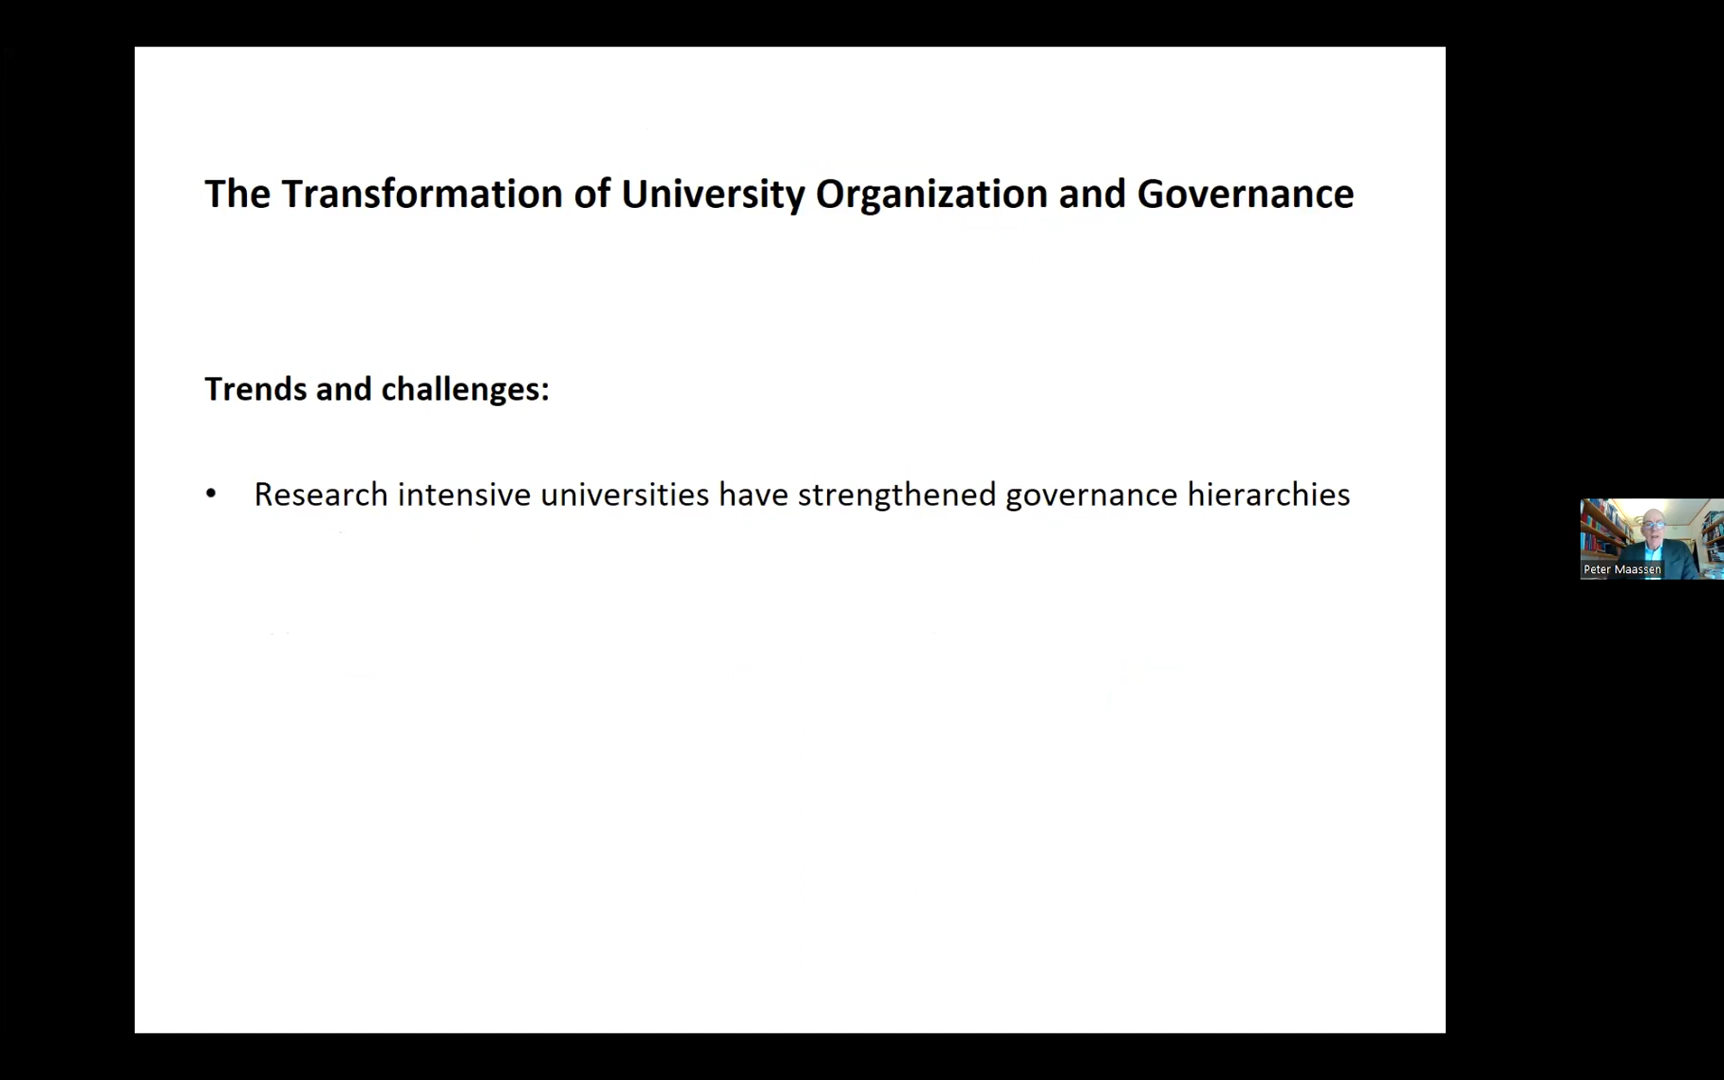 The Transformation of University Organization and Governance
Trends and challenges:
• Research intensive universities have strengthened governance hierarchies
Peter Maassen